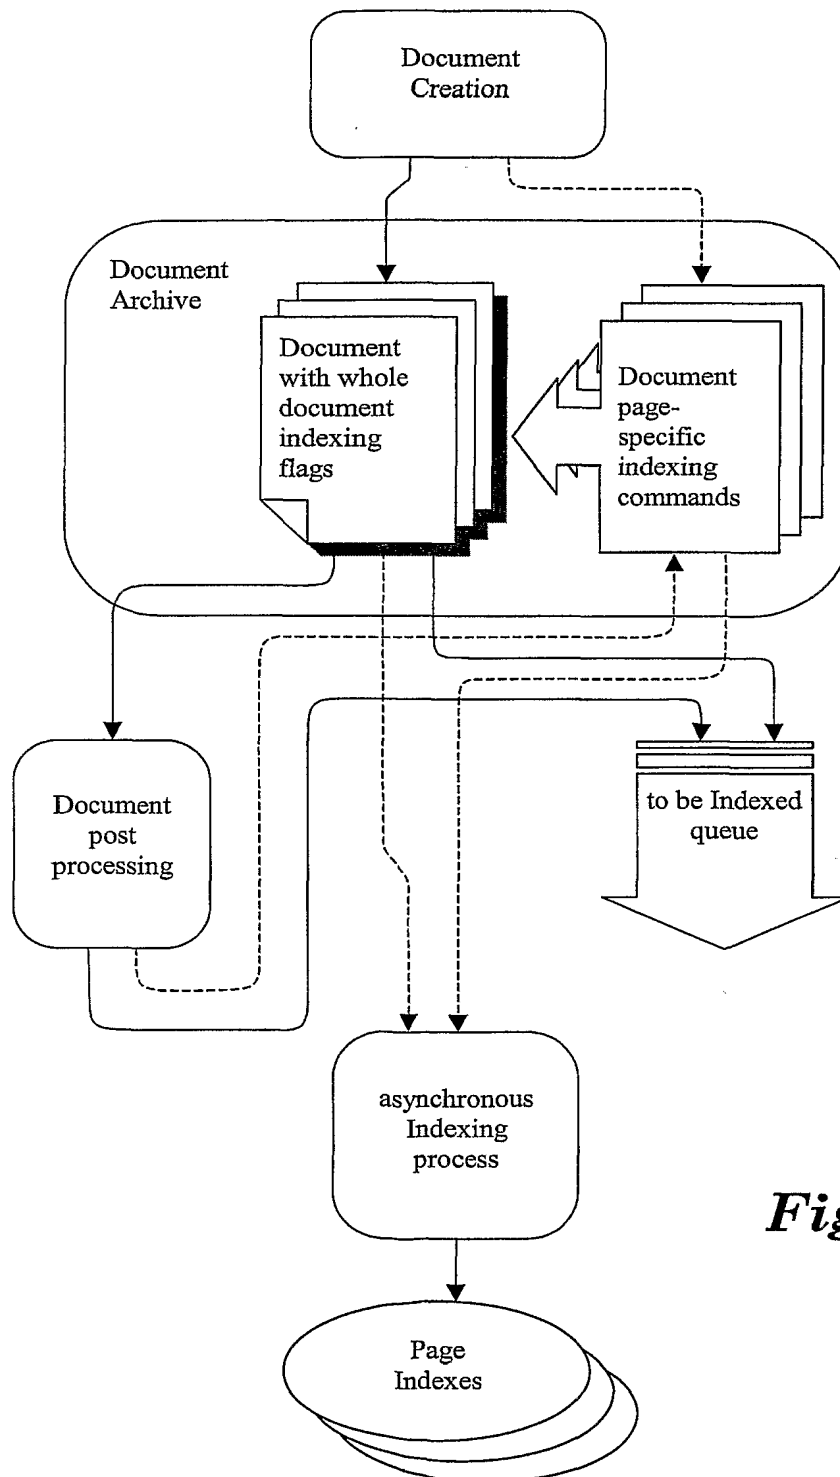 Document
Creation
Document
Archive
Document
with whole
document
indexing
flags
Document
page-
specific
indexing
commands
Document
post
processing
to be Indexed
queue
asynchronous
Indexing
process
Page
Indexes